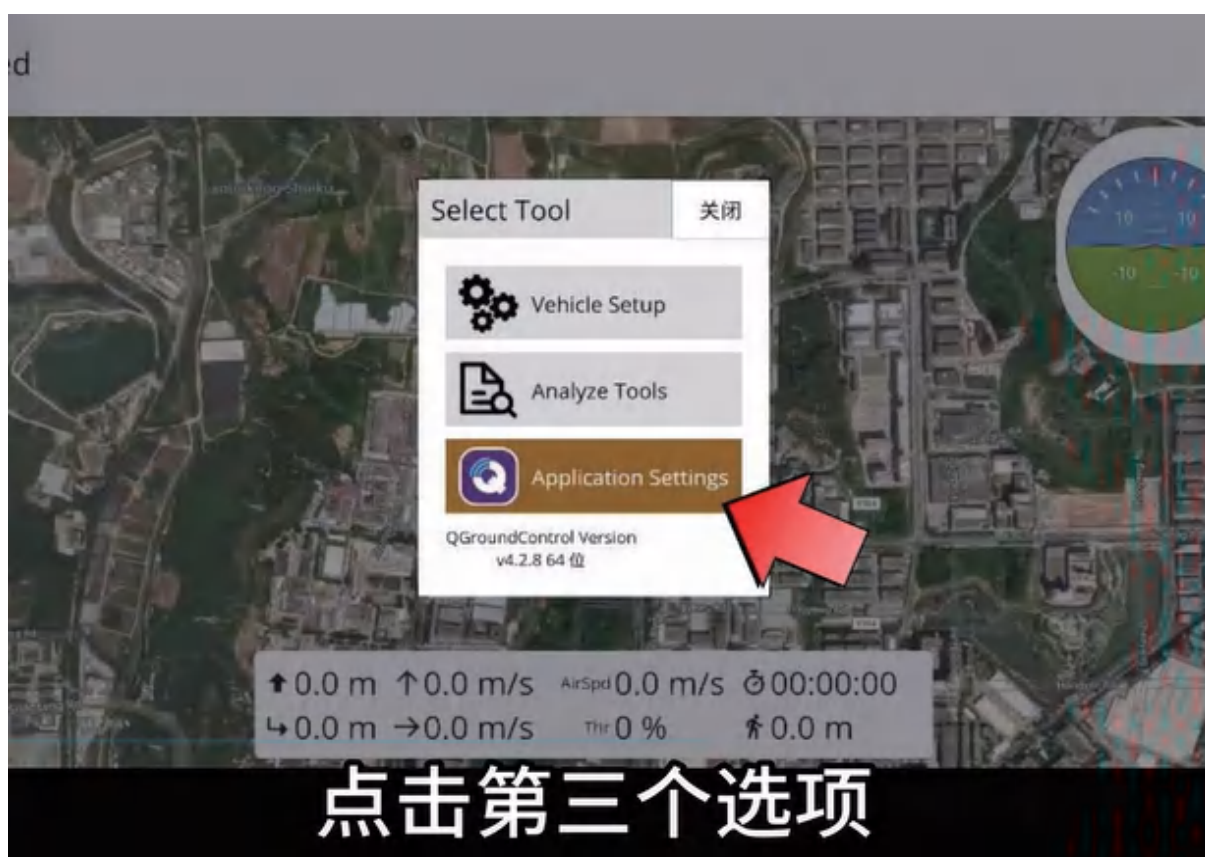 ed
Select Tool
关闭
Vehicle Setup
Analyze Tools
Application Settings
QGroundControl Version
v4.2.8 64 位
10 10
-10 -10
0.0 m 0.0 m/s AirSpd 0.0 m/s 00:00:00
0.0 m 0.0 m/s Thr 0 % 0.0 m
点击第三个选项